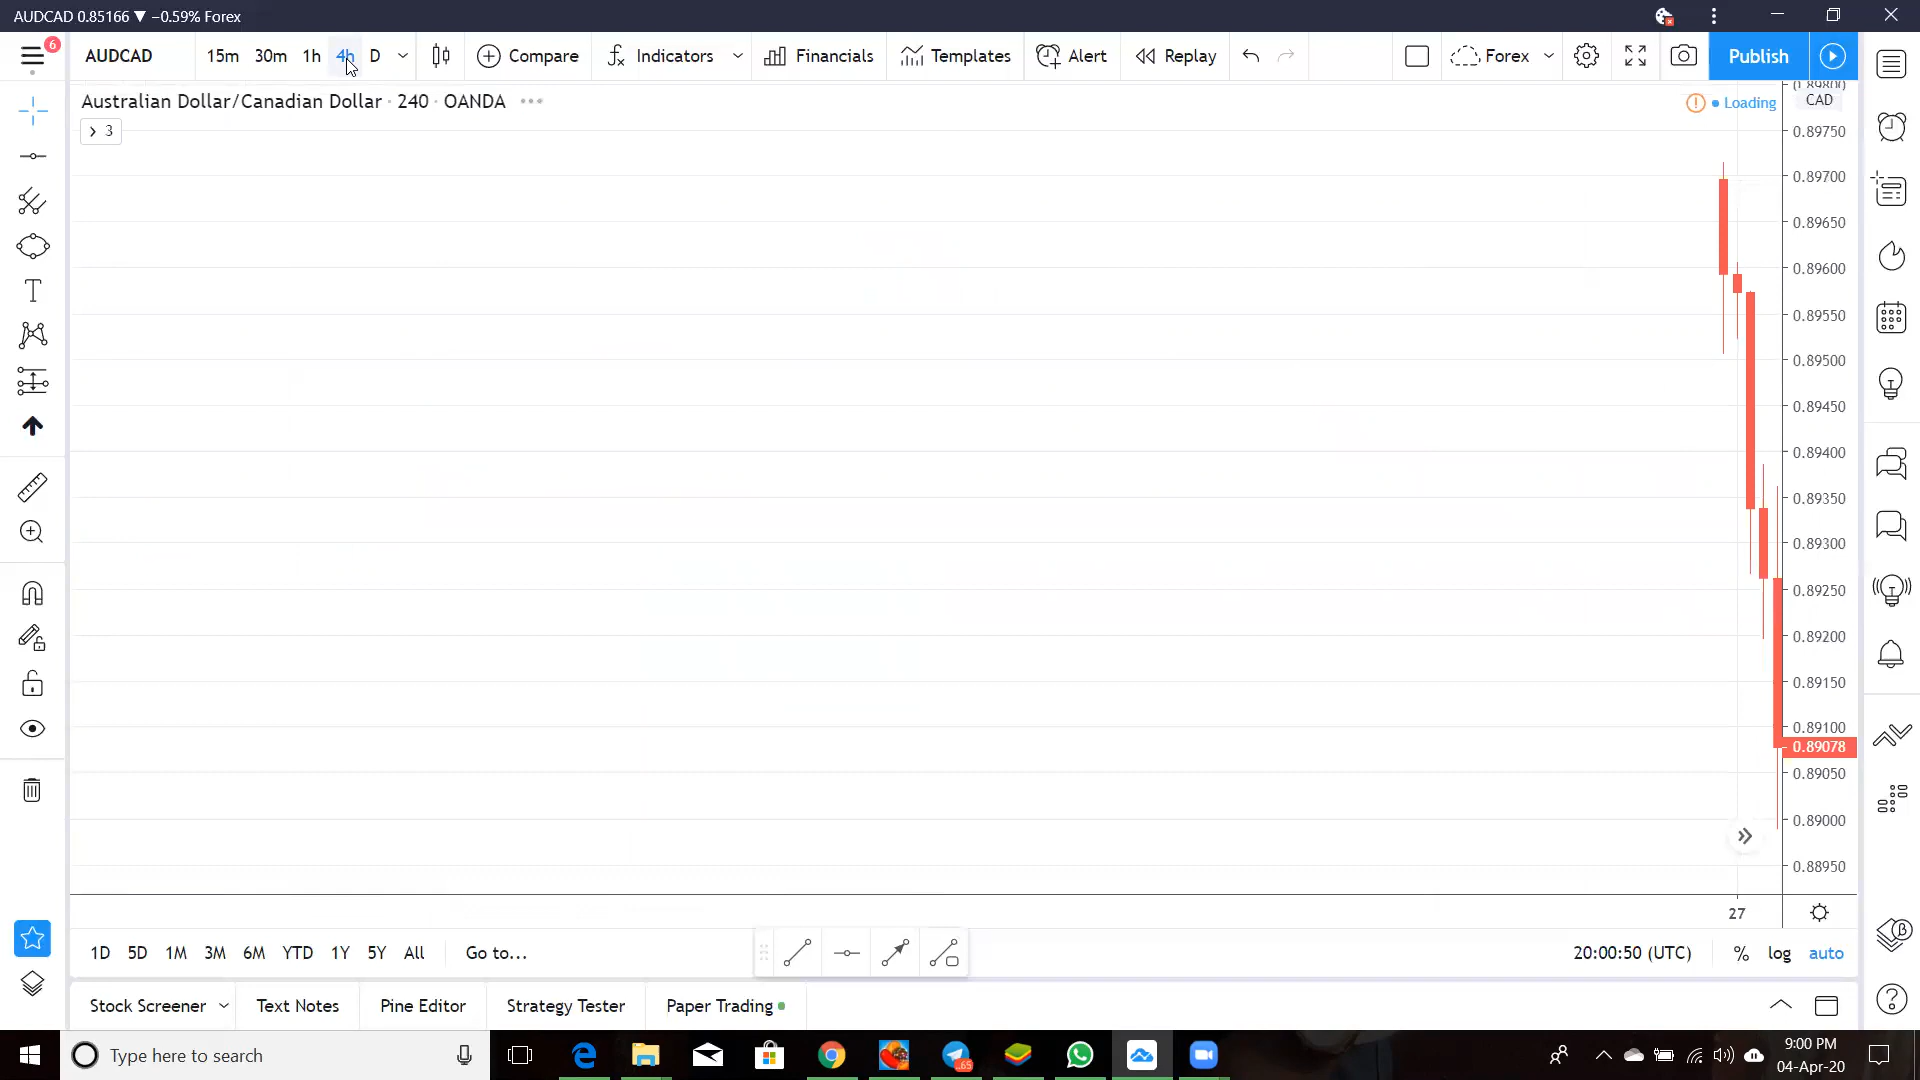 AUDCAD 0.85166 ▼ −0.59% Forex
6
AUDCAD 15m 30m 1h 4h D Compare Indicators Financials Templates Alert Replay Forex Publish
Australian Dollar/Canadian Dollar · 240 · OANDA
Loading
CAD
3
0.89800
0.89750
0.89700
0.89650
0.89600
0.89550
0.89500
0.89450
0.89400
0.89350
0.89300
0.89250
0.89200
0.89150
0.89100
0.89078
0.89050
0.89000
0.88950
27
1D 5D 1M 3M 6M YTD 1Y 5Y All Go to... 20:00:50 (UTC) % log auto
Stock Screener Text Notes Pine Editor Strategy Tester Paper Trading
Type here to search
65
9:00 PM
04-Apr-20